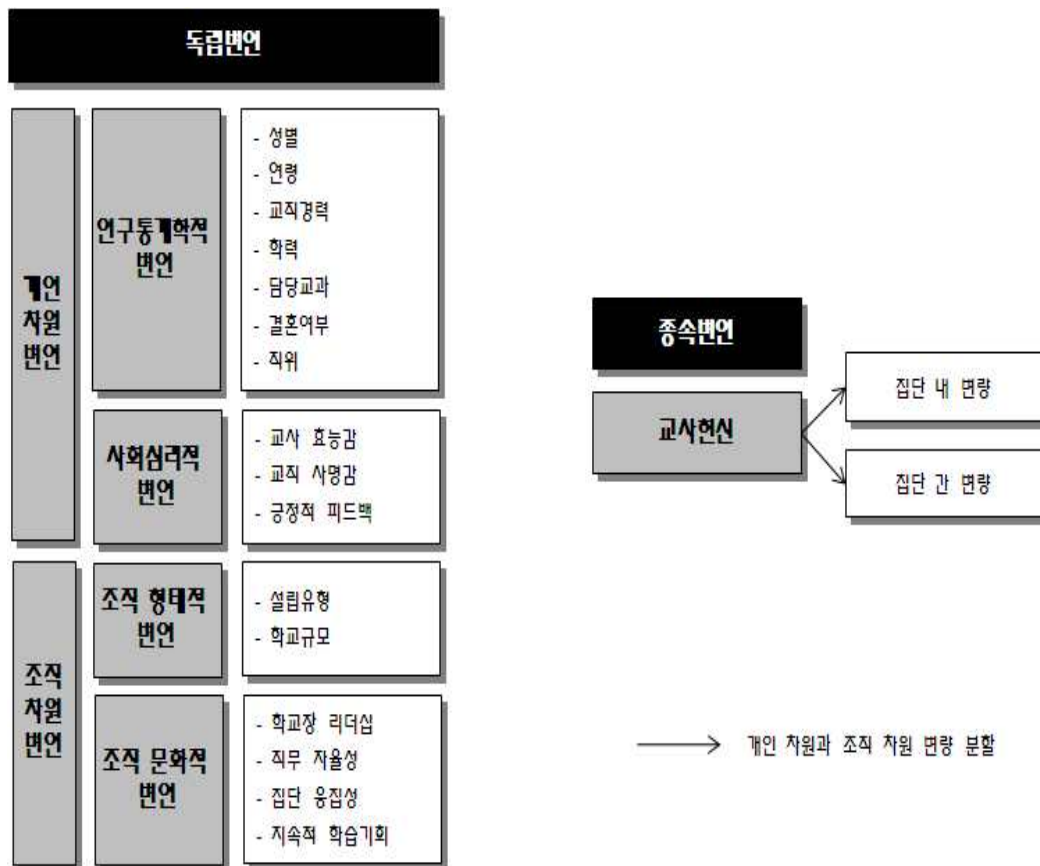 독립변인
개인
차원
변인
인구통계학적
변인
- 성별
- 연령
- 교직경력
- 학력
- 담당교과
- 결혼여부
- 직위
사회심리적
변인
- 교사 효능감
- 교직 사명감
- 긍정적 피드백
조직
차원
변인
조직 형태적
변인
- 설립유형
- 학교규모
조직 문화적
변인
- 학교장 리더십
- 직무 자율성
- 집단 응집성
- 지속적 학습기회
종속변인
교사헌신
집단 내 변량
집단 간 변량
개인 차원과 조직 차원 변량 분할